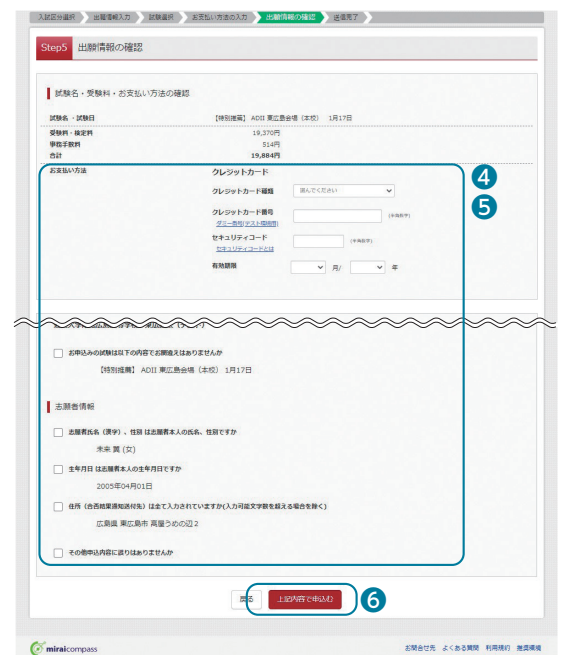 入試区分選択 出願情報入力 試験選択 お支払い方法の入力 出願情報の確認 送信完了
Step5 出願情報の確認
試験名・受験料・お支払い方法の確認
試験名・試験日 【特別推薦】 ADII 東広島会場（本校） 1月17日
受験料・検定料 19,370円
事務手数料 514円
合計 19,884円
お支払い方法 クレジットカード
クレジットカード種類 選んでください
クレジットカード番号 (半角数字)
ダミー番号(テスト環境用)
セキュリティコード (半角数字)
セキュリティコードとは
有効期限 月/ 年
4
5
お申込みの試験は以下の内容でお間違えはありませんか
【特別推薦】 ADII 東広島会場（本校） 1月17日
志願者情報
志願者氏名（漢字）、性別 は志願者本人の氏名、性別ですか
未来 翼 (女)
生年月日 は志願者本人の生年月日ですか
2005年04月01日
住所（合否結果通知送付先）は全て入力されていますか(入力可能文字数を超える場合を除く)
広島県 東広島市 高屋うめの辺２
その他申込内容に誤りはありませんか
戻る 上記内容で申込む 6
miraicompass お問合せ先 よくある質問 利用規約 推奨環境